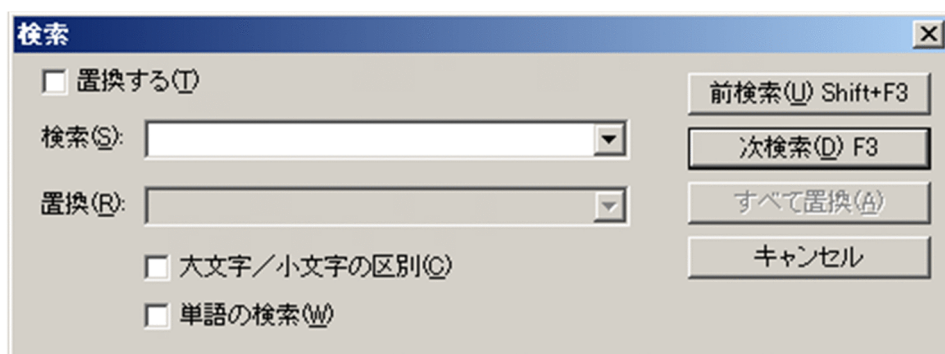 検索
置換する(T)
前検索(U) Shift+F3
検索(S):
次検索(D) F3
置換(R):
すべて置換(A)
大文字／小文字の区別(C)
キャンセル
単語の検索(W)